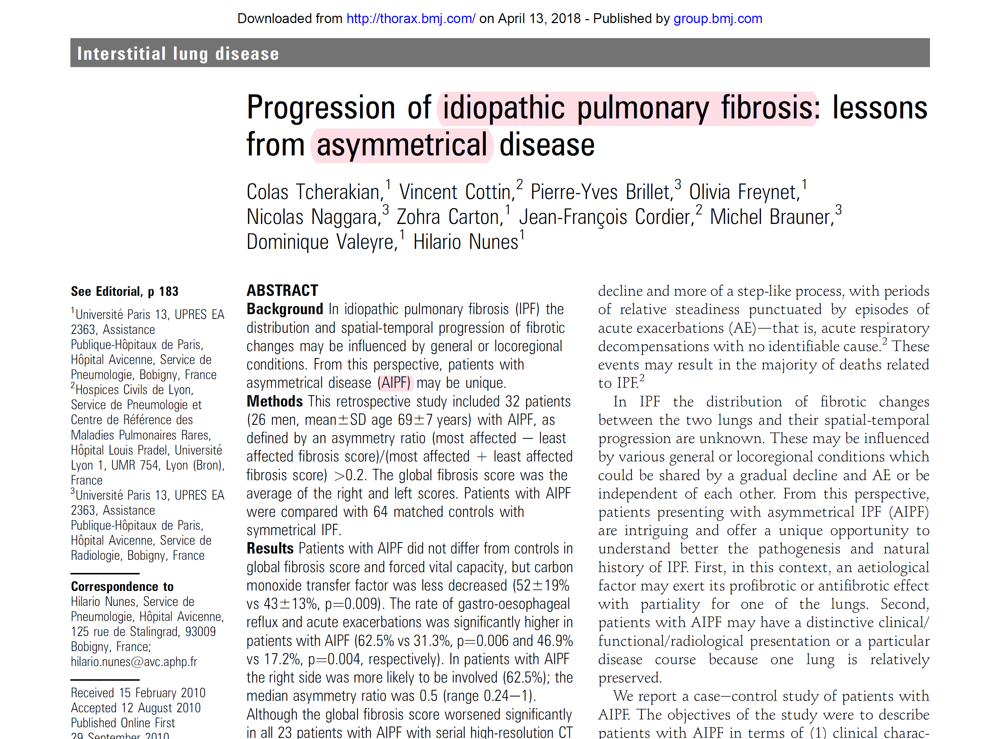 Downloaded from http://thorax.bmj.com/ on April 13, 2018 - Published by group.bmj.com
Interstitial lung disease
Progression of idiopathic pulmonary fibrosis: lessons
from asymmetrical disease
Colas Tcherakian,1 Vincent Cottin,2 Pierre-Yves Brillet,3 Olivia Freynet,1
Nicolas Naggara,3 Zohra Carton,1 Jean-François Cordier,2 Michel Brauner,3
Dominique Valeyre,1 Hilario Nunes1
See Editorial, p 183
1Université Paris 13, UPRES EA
2363, Assistance
Publique-Hôpitaux de Paris,
Hôpital Avicenne, Service de
Pneumologie, Bobigny, France
2Hospices Civils de Lyon,
Service de Pneumologie et
Centre de Référence des
Maladies Pulmonaires Rares,
Hôpital Louis Pradel, Université
Lyon 1, UMR 754, Lyon (Bron),
France
3Université Paris 13, UPRES EA
2363, Assistance
Publique-Hôpitaux de Paris,
Hôpital Avicenne, Service de
Radiologie, Bobigny, France
Correspondence to
Hilario Nunes, Service de
Pneumologie, Hôpital Avicenne,
125 rue de Stalingrad, 93009
Bobigny, France;
hilario.nunes@avc.aphp.fr
Received 15 February 2010
Accepted 12 August 2010
Published Online First
29 September 2010
ABSTRACT
Background In idiopathic pulmonary fibrosis (IPF) the
distribution and spatial-temporal progression of fibrotic
changes may be influenced by general or locoregional
conditions. From this perspective, patients with
asymmetrical disease (AIPF) may be unique.
Methods This retrospective study included 32 patients
(26 men, mean±SD age 69±7 years) with AIPF, as
defined by an asymmetry ratio (most affected − least
affected fibrosis score)/(most affected + least affected
fibrosis score) >0.2. The global fibrosis score was the
average of the right and left scores. Patients with AIPF
were compared with 64 matched controls with
symmetrical IPF.
Results Patients with AIPF did not differ from controls in
global fibrosis score and forced vital capacity, but carbon
monoxide transfer factor was less decreased (52±19%
vs 43±13%, p=0.009). The rate of gastro-oesophageal
reflux and acute exacerbations was significantly higher in
patients with AIPF (62.5% vs 31.3%, p=0.006 and 46.9%
vs 17.2%, p=0.004, respectively). In patients with AIPF
the right side was more likely to be involved (62.5%); the
median asymmetry ratio was 0.5 (range 0.24–1).
Although the global fibrosis score worsened significantly
in all 23 patients with AIPF with serial high-resolution CT
decline and more of a step-like process, with periods
of relative steadiness punctuated by episodes of
acute exacerbations (AE)—that is, acute respiratory
decompensations with no identifiable cause.2 These
events may result in the majority of deaths related
to IPF.2
In IPF the distribution of fibrotic changes
between the two lungs and their spatial-temporal
progression are unknown. These may be influenced
by various general or locoregional conditions which
could be shared by a gradual decline and AE or be
independent of each other. From this perspective,
patients presenting with asymmetrical IPF (AIPF)
are intriguing and offer a unique opportunity to
understand better the pathogenesis and natural
history of IPF. First, in this context, an aetiological
factor may exert its profibrotic or antifibrotic effect
with partiality for one of the lungs. Second,
patients with AIPF may have a distinctive clinical/
functional/radiological presentation or a particular
disease course because one lung is relatively
preserved.
We report a case–control study of patients with
AIPF. The objectives of the study were to describe
patients with AIPF in terms of (1) clinical charac-